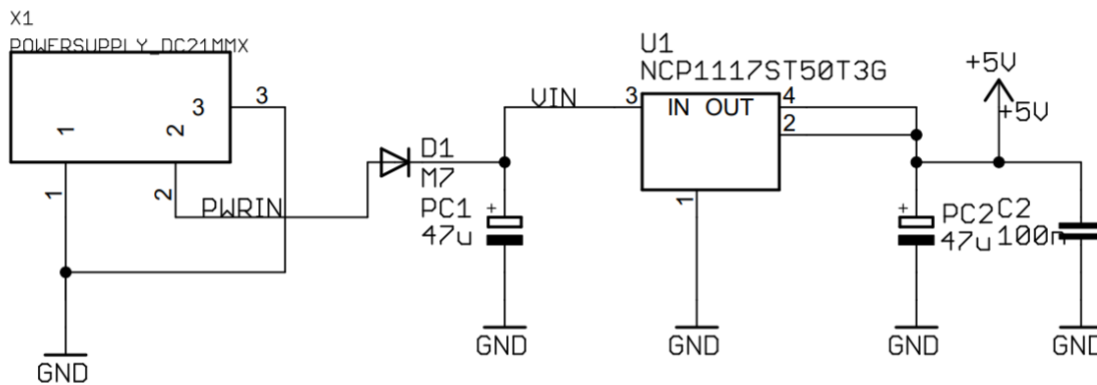 X1
POWERSUPPLY_DC21MMX
3
3
1
2
1
2
PWRIN
GND
D1
M7
VIN
PC1
+
47u
GND
U1
NCP1117ST50T3G
3
IN OUT
4
2
1
GND
+5V
+5V
+
PC2
47u
GND
C2
100n
GND